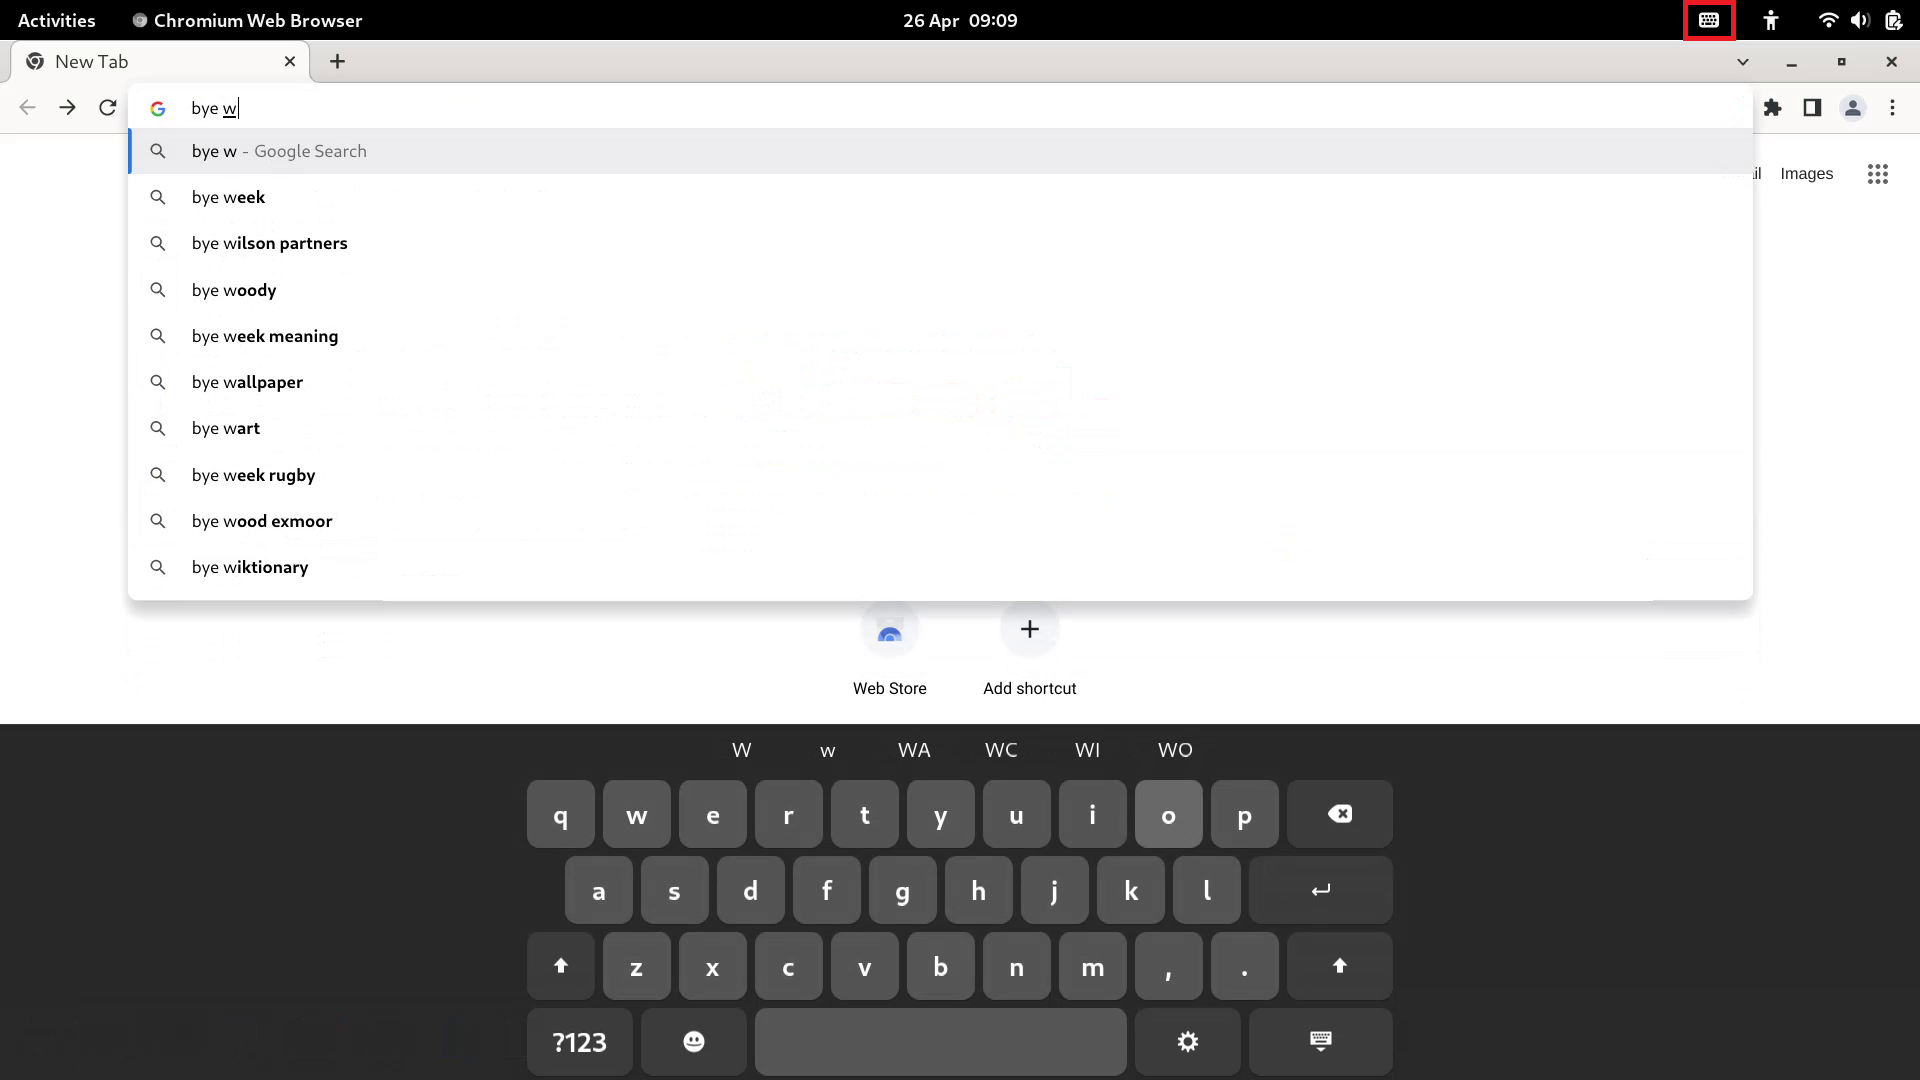 Activities Chromium Web Browser 26 Apr 09:09
New Tab
bye w
bye w - Google Search
bye week
il Images
bye wilson partners
bye woody
bye week meaning
bye wallpaper
bye wart
bye week rugby
bye wood exmoor
bye wiktionary
Web Store Add shortcut
W w WA WC WI WO
q w e r t y u i o p
a s d f g h j k l
z x c v b n m , .
?123